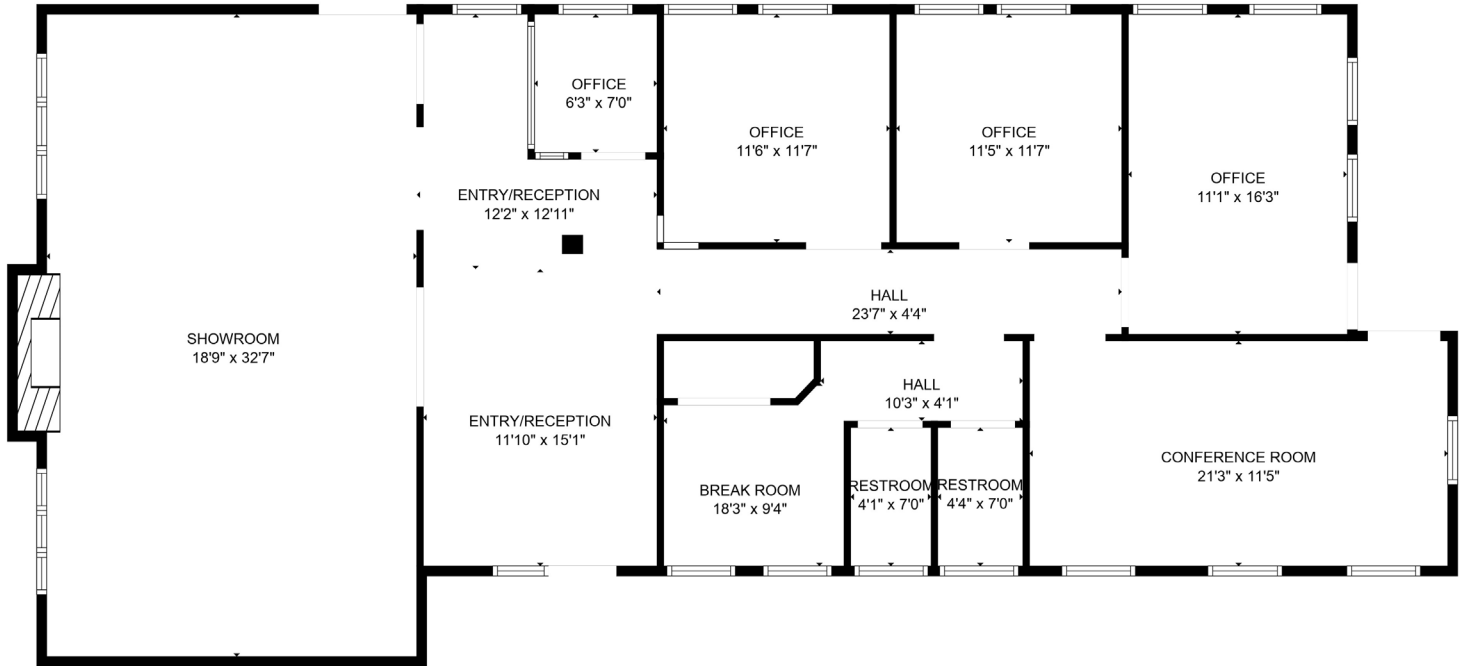 OFFICE
6'3" x 7'0"
OFFICE
11'6" x 11'7"
OFFICE
11'5" x 11'7"
OFFICE
11'1" x 16'3"
ENTRY/RECEPTION
12'2" x 12'11"
HALL
23'7" x 4'4"
SHOWROOM
18'9" x 32'7"
HALL
10'3" x 4'1"
ENTRY/RECEPTION
11'10" x 15'1"
CONFERENCE ROOM
21'3" x 11'5"
BREAK ROOM
18'3" x 9'4"
RESTROOM
4'1" x 7'0"
RESTROOM
4'4" x 7'0"